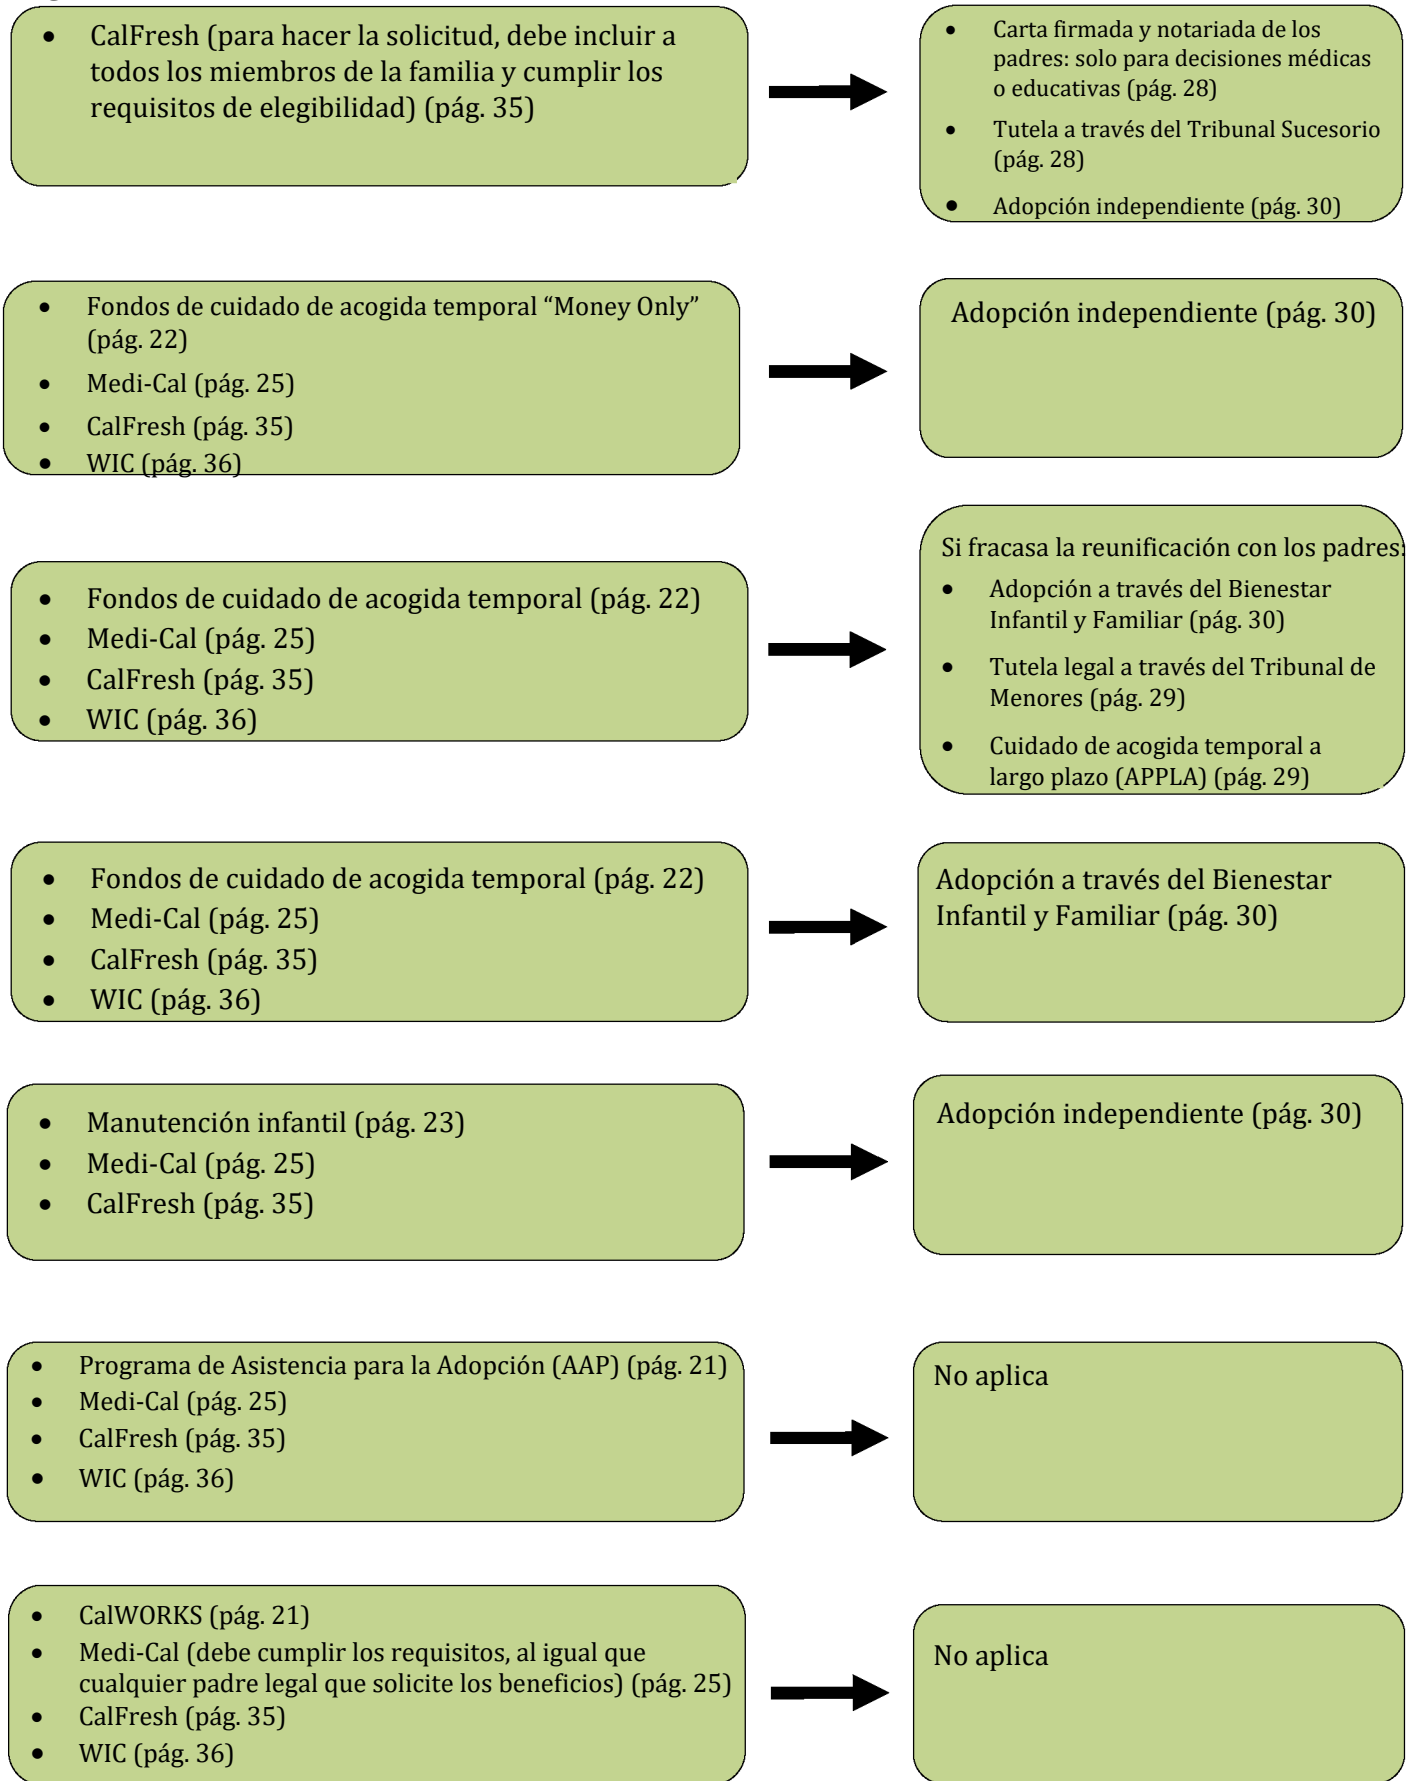 • CalFresh (para hacer la solicitud, debe incluir a
todos los miembros de la familia y cumplir los
requisitos de elegibilidad) (pág. 35)
• Carta firmada y notariada de los
padres: solo para decisiones médicas
o educativas (pág. 28)
• Tutela a través del Tribunal Sucesorio
(pág. 28)
• Adopción independiente (pág. 30)
• Fondos de cuidado de acogida temporal “Money Only”
(pág. 22)
• Medi-Cal (pág. 25)
• CalFresh (pág. 35)
• WIC (pág. 36)
Adopción independiente (pág. 30)
• Fondos de cuidado de acogida temporal (pág. 22)
• Medi-Cal (pág. 25)
• CalFresh (pág. 35)
• WIC (pág. 36)
Si fracasa la reunificación con los padres:
• Adopción a través del Bienestar
Infantil y Familiar (pág. 30)
• Tutela legal a través del Tribunal de
Menores (pág. 29)
• Cuidado de acogida temporal a
largo plazo (APPLA) (pág. 29)
• Fondos de cuidado de acogida temporal (pág. 22)
• Medi-Cal (pág. 25)
• CalFresh (pág. 35)
• WIC (pág. 36)
Adopción a través del Bienestar
Infantil y Familiar (pág. 30)
• Manutención infantil (pág. 23)
• Medi-Cal (pág. 25)
• CalFresh (pág. 35)
Adopción independiente (pág. 30)
• Programa de Asistencia para la Adopción (AAP) (pág. 21)
• Medi-Cal (pág. 25)
• CalFresh (pág. 35)
• WIC (pág. 36)
No aplica
• CalWORKS (pág. 21)
• Medi-Cal (debe cumplir los requisitos, al igual que
cualquier padre legal que solicite los beneficios) (pág. 25)
• CalFresh (pág. 35)
• WIC (pág. 36)
No aplica